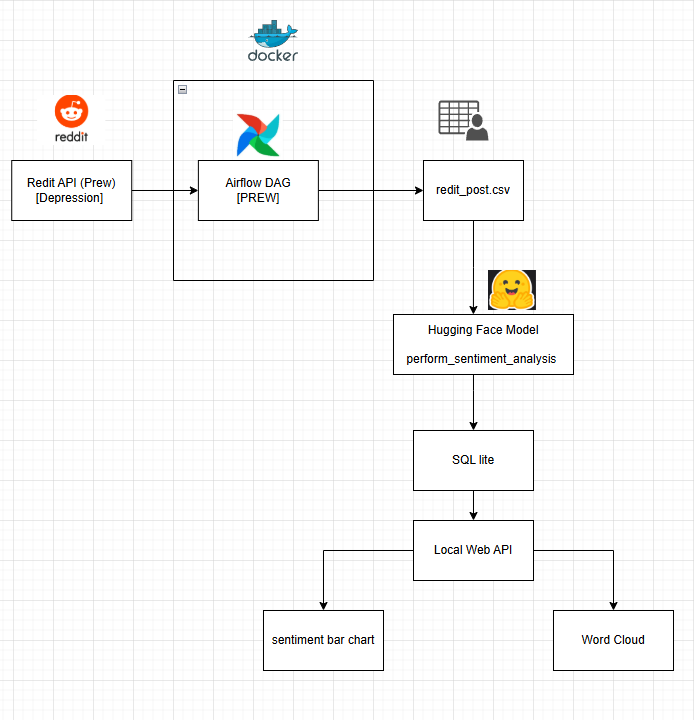 docker
reddit
Redit API (Prew)
[Depression]
Airflow DAG
[PREW]
redit_post.csv
Hugging Face Model
perform_sentiment_analysis
SQL lite
Local Web API
sentiment bar chart
Word Cloud